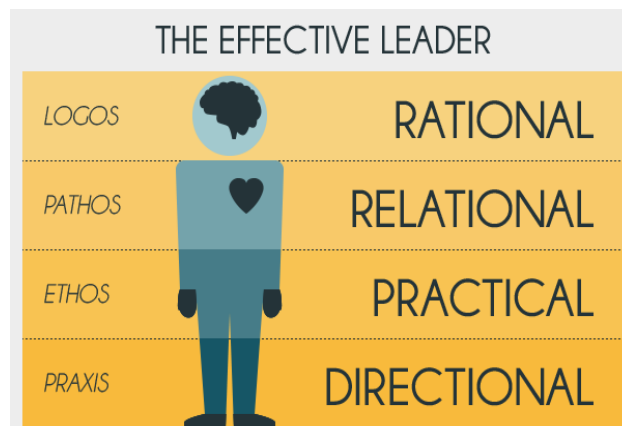 THE EFFECTIVE LEADER
LOGOS RATIONAL
PATHOS RELATIONAL
ETHOS PRACTICAL
PRAXIS DIRECTIONAL